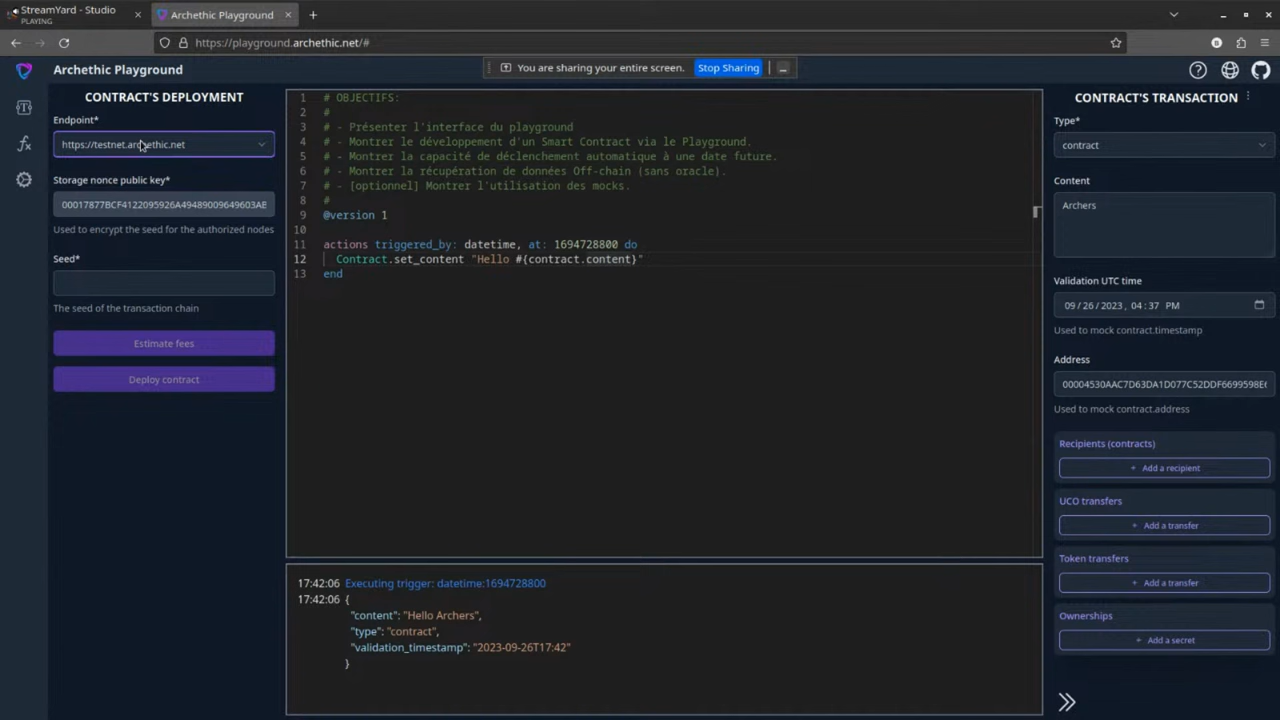 StreamYard - Studio
PLAYING
Archethic Playground
https://playground.archethic.net/#
Archethic Playground
You are sharing your entire screen.
Stop Sharing
CONTRACT'S DEPLOYMENT
Endpoint*
https://testnet.archethic.net
Storage nonce public key*
00017877BCF4122095926A49489009649603AE
Used to encrypt the seed for the authorized nodes
Seed*
The seed of the transaction chain
Estimate fees
Deploy contract
1 # OBJECTIFS:
2 #
3 # - Présenter l'interface du playground
4 # - Montrer le développement d'un Smart Contract via le Playground.
5 # - Montrer la capacité de déclenchement automatique à une date future.
6 # - Montrer la récupération de données Off-chain (sans oracle).
7 # - [optionnel] Montrer l'utilisation des mocks.
8 #
9 @version 1
10
11 actions triggered_by: datetime, at: 1694728800 do
12 Contract.set_content "Hello #{contract.content}"
13 end
17:42:06 Executing trigger: datetime:1694728800
17:42:06 {
"content": "Hello Archers",
"type": "contract",
"validation_timestamp": "2023-09-26T17:42"
}
CONTRACT'S TRANSACTION
Type*
contract
Content
Archers
Validation UTC time
09/26/2023, 04:37 PM
Used to mock contract.timestamp
Address
00004530AAC7D63DA1D077C52DDF6699598E
Used to mock contract.address
Recipients (contracts)
+ Add a recipient
UCO transfers
+ Add a transfer
Token transfers
+ Add a transfer
Ownerships
+ Add a secret